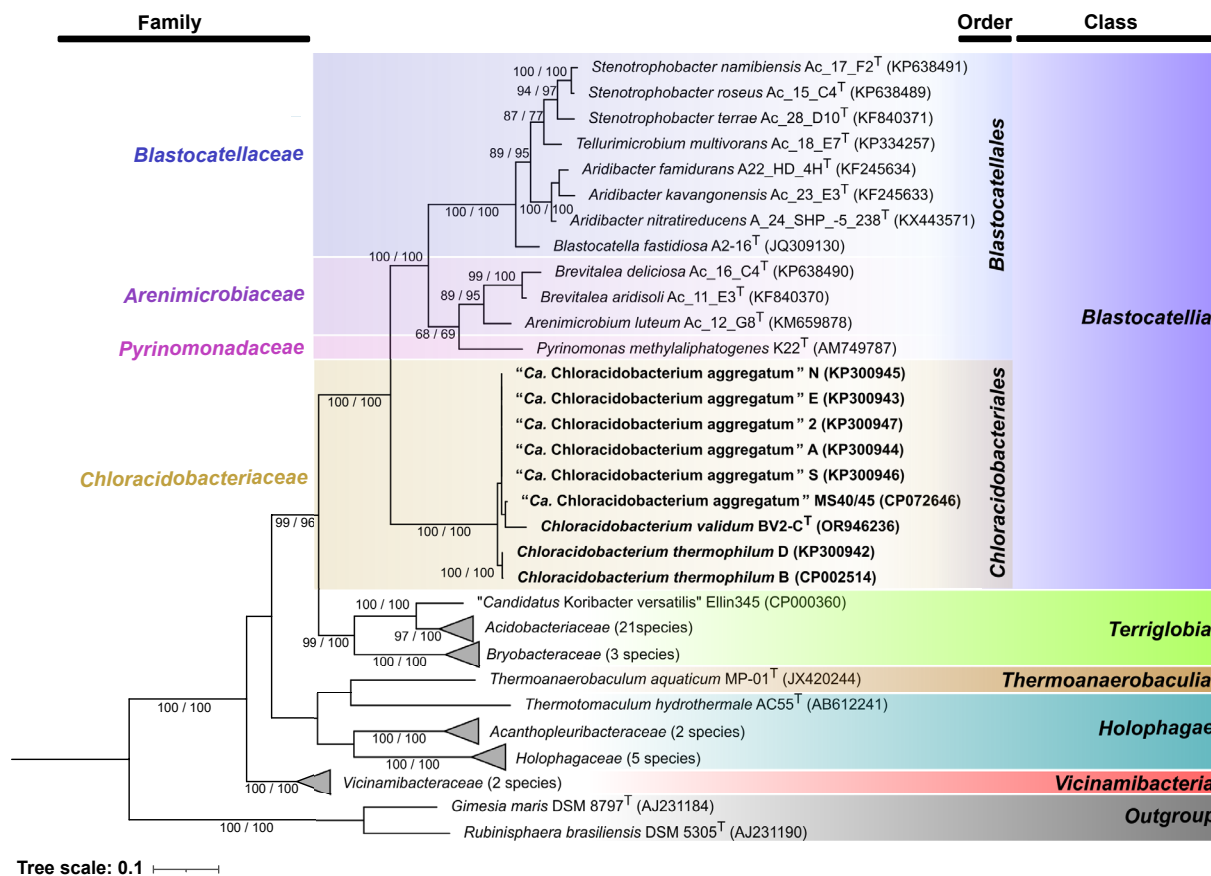 Family Order Class
100 / 100 Stenotrophobacter namibiensis Ac_17_F2T (KP638491)
94 / 97 Stenotrophobacter roseus Ac_15_C4T (KP638489)
87 / 77 Stenotrophobacter terrae Ac_28_D10T (KF840371)
Tellurimicrobium multivorans Ac_18_E7T (KP334257)
Blastocatellaceae
89 / 95 Aridibacter famidurans A22_HD_4HT (KF245634)
Aridibacter kavangonensis Ac_23_E3T (KF245633)
100 / 100 100/100 Aridibacter nitratireducens A_24_SHP_-5_238T (KX443571)
Blastocatella fastidiosa A2-16T (JQ309130)
Blastocatellales
100 / 100
99 / 100 Brevitalea deliciosa Ac_16_C4T (KP638490)
Arenimicrobiaceae
89 / 95 Brevitalea aridisoli Ac_11_E3T (KF840370)
Arenimicrobium luteum Ac_12_G8T (KM659878)
Blastocatellia
68 / 69
Pyrinomonadaceae
Pyrinomonas methylaliphatogenes K22T (AM749787)
“Ca. Chloracidobacterium aggregatum” N (KP300945)
100 / 100 “Ca. Chloracidobacterium aggregatum” E (KP300943)
“Ca. Chloracidobacterium aggregatum” 2 (KP300947)
“Ca. Chloracidobacterium aggregatum” A (KP300944)
Chloracidobacteriaceae
“Ca. Chloracidobacterium aggregatum” S (KP300946)
Chloracidobacteriales
“Ca. Chloracidobacterium aggregatum” MS40/45 (CP072646)
99 / 96 100 / 100 Chloracidobacterium validum BV2-CT (OR946236)
Chloracidobacterium thermophilum D (KP300942)
100 / 100 Chloracidobacterium thermophilum B (CP002514)
100 / 100 "Candidatus Koribacter versatilis" Ellin345 (CP000360)
97 / 100 Acidobacteriaceae (21species)
Terriglobia
99 / 100
100 / 100 Bryobacteraceae (3 species)
Thermoanaerobaculum aquaticum MP-01T (JX420244) Thermoanaerobaculia
100 / 100 Thermotomaculum hydrothermale AC55T (AB612241)
100 / 100 Acanthopleuribacteraceae (2 species)
Holophagae
100 / 100 Holophagaceae (5 species)
100 / 100 Vicinamibacteraceae (2 species) Vicinamibacteria
Gimesia maris DSM 8797T (AJ231184)
Outgroup
100 / 100 Rubinisphaera brasiliensis DSM 5305T (AJ231190)
Tree scale: 0.1